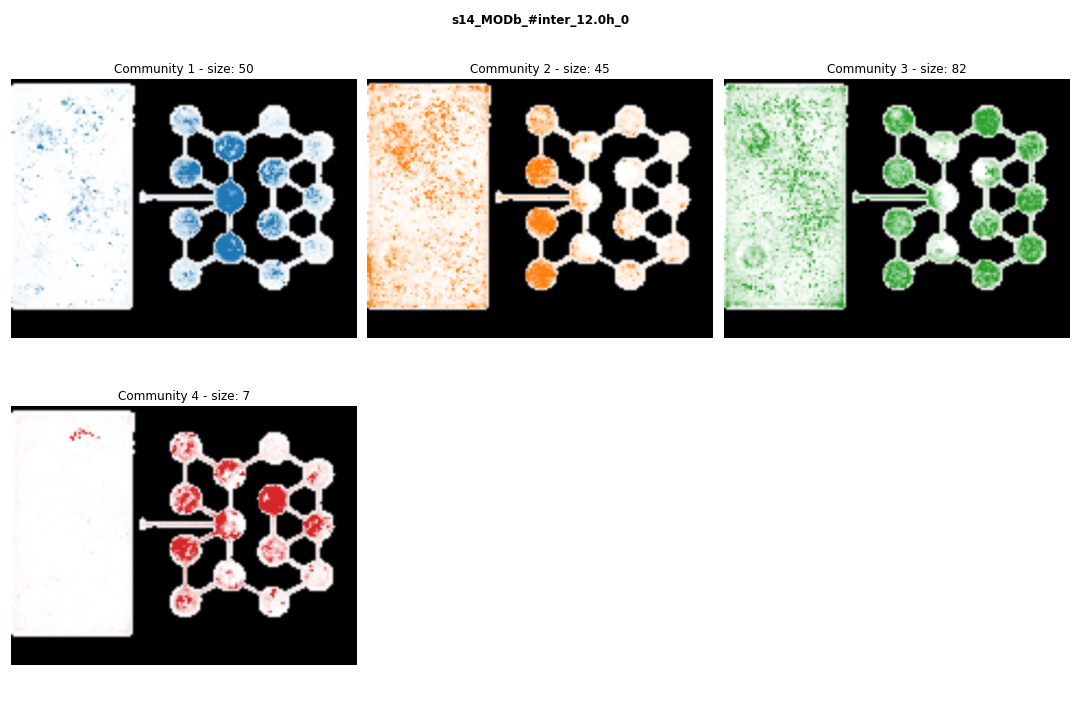 s14_MODb_#inter_12.0h_0
Community 1 - size: 50
Community 2 - size: 45
Community 3 - size: 82
Community 4 - size: 7